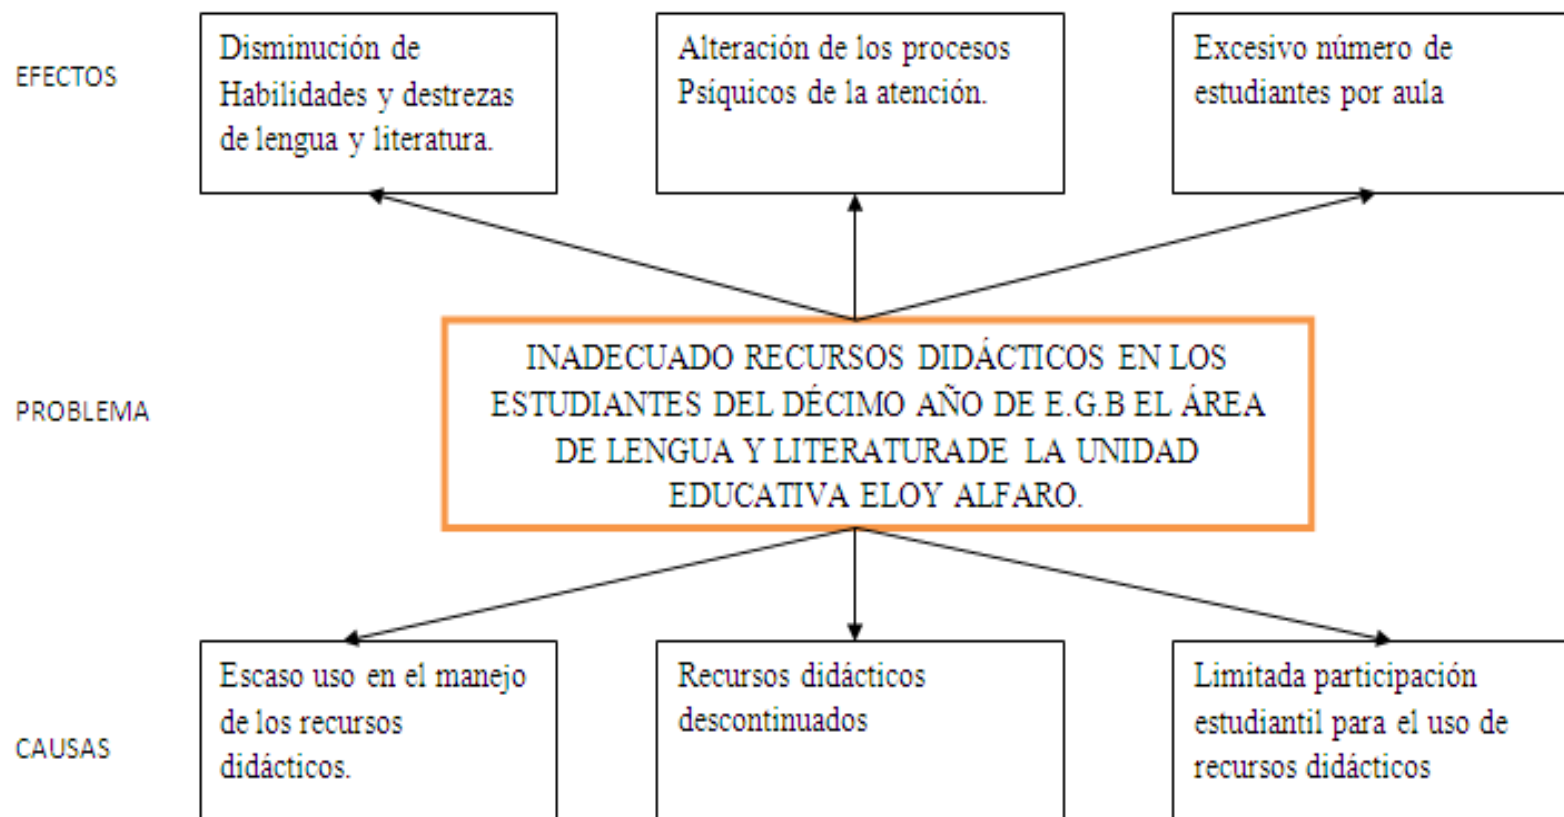 EFECTOS
Disminución de
Habilidades y destrezas
de lengua y literatura.
Alteración de los procesos
Psíquicos de la atención.
Excesivo número de
estudiantes por aula
PROBLEMA
INADECUADO RECURSOS DIDÁCTICOS EN LOS
ESTUDIANTES DEL DÉCIMO AÑO DE E.G.B EL ÁREA
DE LENGUA Y LITERATURADE LA UNIDAD
EDUCATIVA ELOY ALFARO.
CAUSAS
Escaso uso en el manejo
de los recursos
didácticos.
Recursos didácticos
descontinuados
Limitada participación
estudiantil para el uso de
recursos didácticos